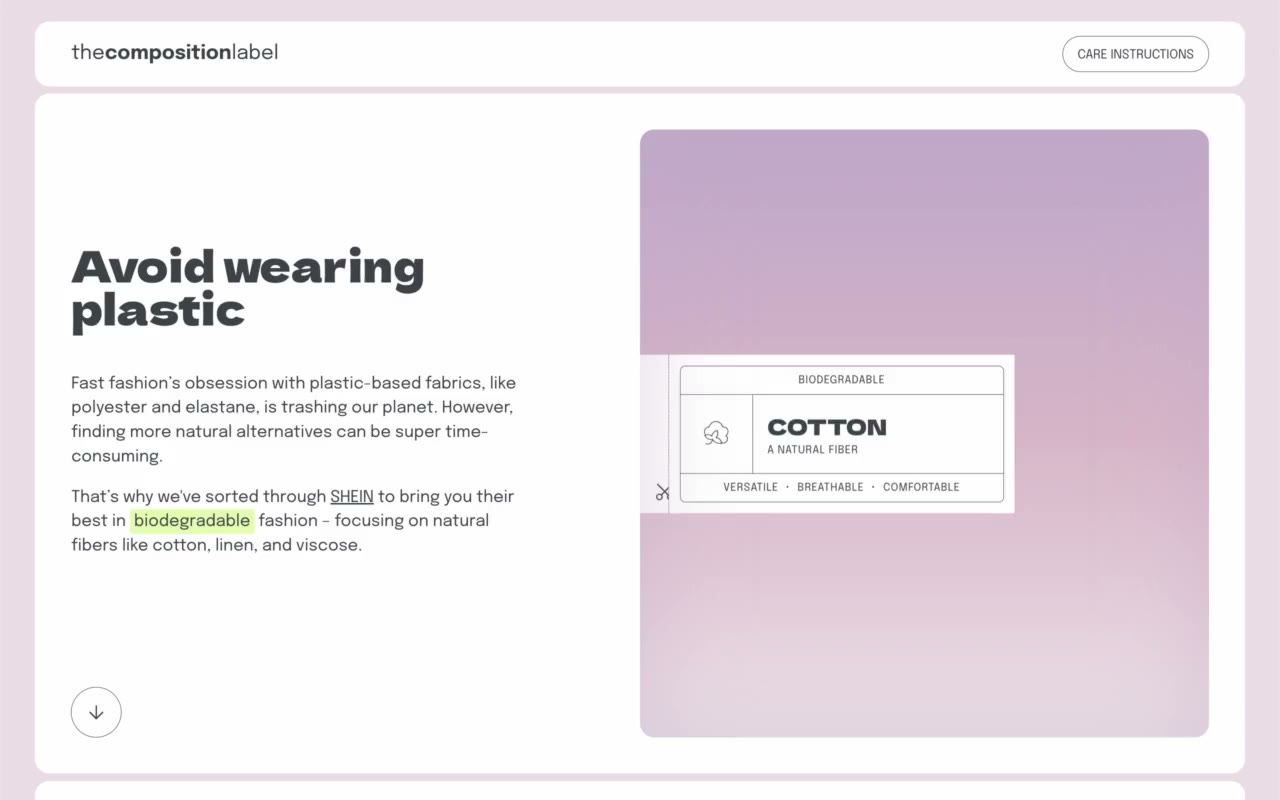 thecompositionlabel
CARE INSTRUCTIONS
Avoid wearing
plastic
Fast fashion’s obsession with plastic-based fabrics, like
polyester and elastane, is trashing our planet. However,
finding more natural alternatives can be super time-
consuming.
That’s why we've sorted through SHEIN to bring you their
best in biodegradable fashion – focusing on natural
fibers like cotton, linen, and viscose.
BIODEGRADABLE
COTTON
A NATURAL FIBER
VERSATILE · BREATHABLE · COMFORTABLE